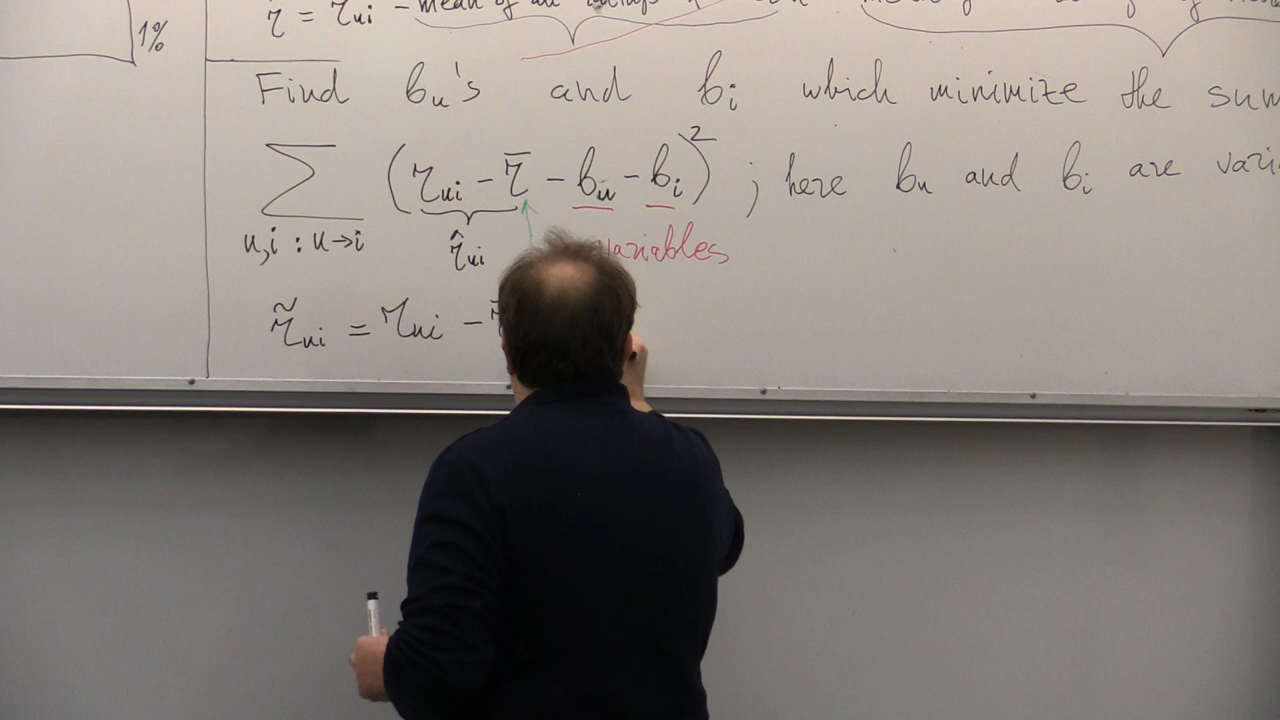 1%
r̃ = r_ui - mean of all
Find b_u's and b_i which minimize the sum
∑ (r_ui - r̄ - b_u - b_i)² ; here b_u and b_i are vari
u,i : u→i r̂_ui variables
r̃_ui = r_ui - r̄